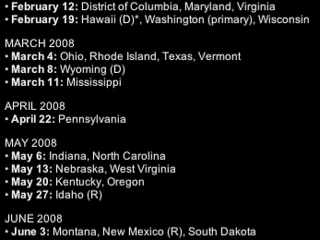 • February 12: District of Columbia, Maryland, Virginia
• February 19: Hawaii (D)*, Washington (primary), Wisconsin
MARCH 2008
• March 4: Ohio, Rhode Island, Texas, Vermont
• March 8: Wyoming (D)
• March 11: Mississippi
APRIL 2008
• April 22: Pennsylvania
MAY 2008
• May 6: Indiana, North Carolina
• May 13: Nebraska, West Virginia
• May 20: Kentucky, Oregon
• May 27: Idaho (R)
JUNE 2008
• June 3: Montana, New Mexico (R), South Dakota